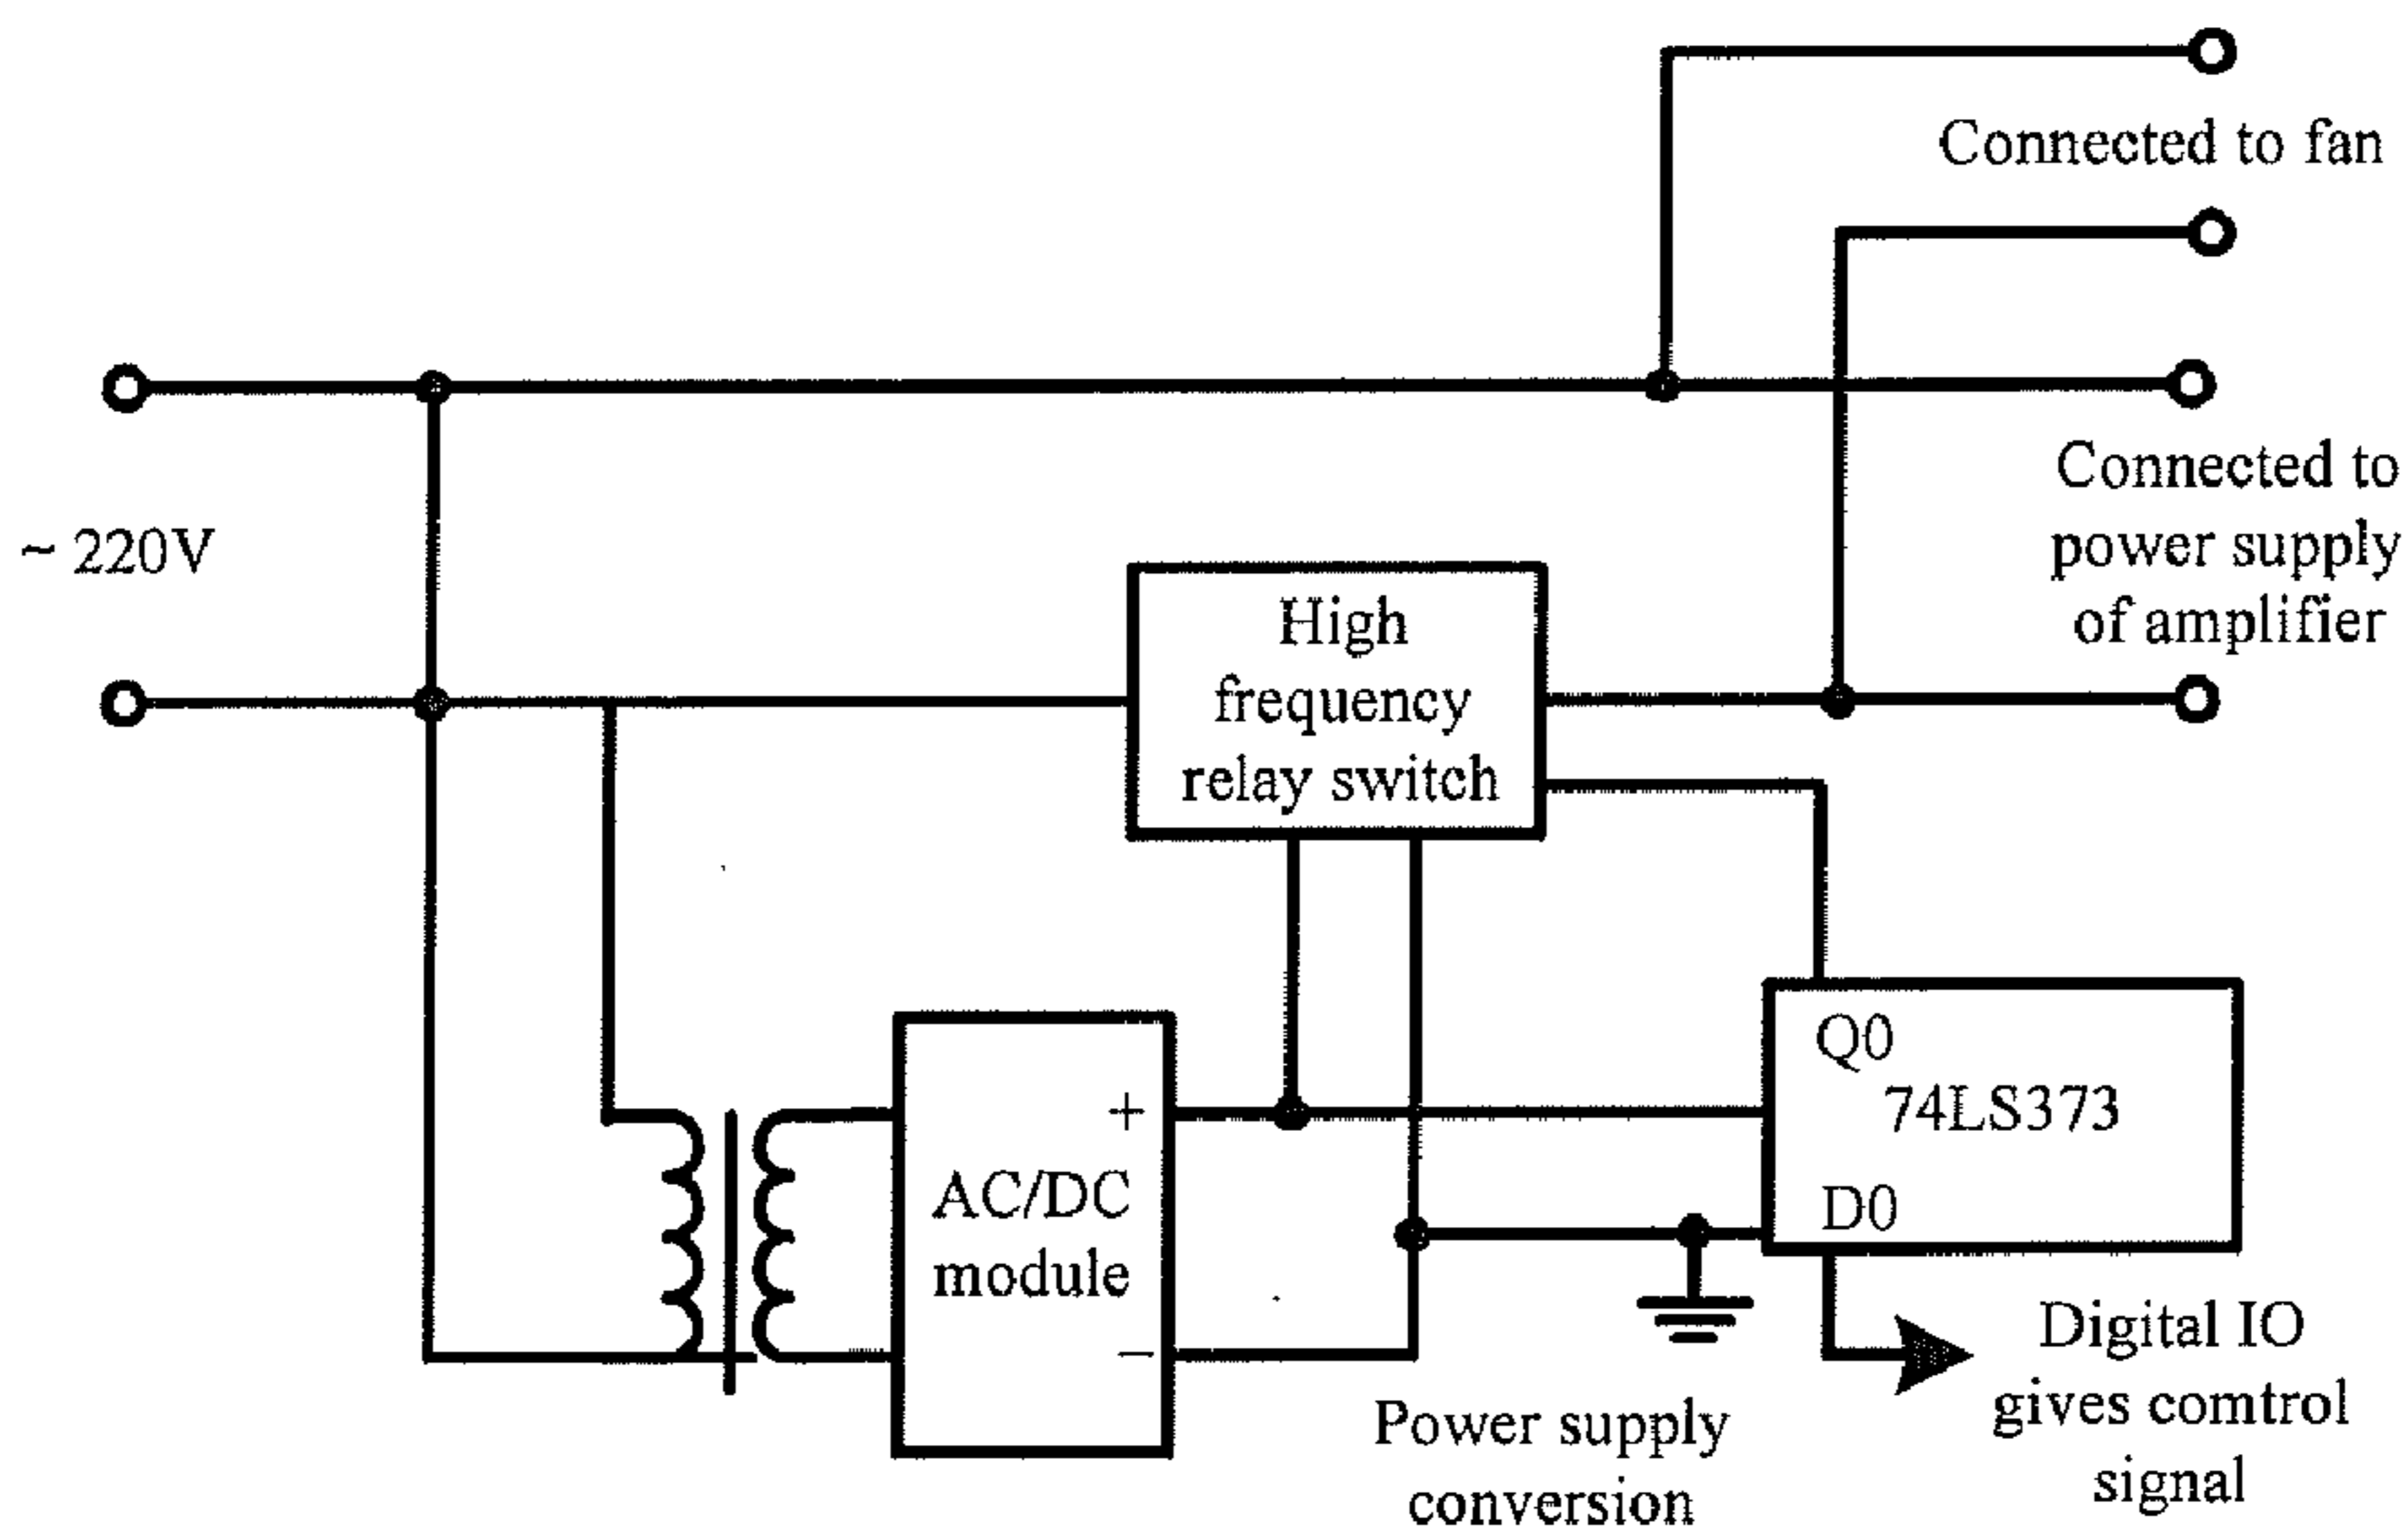 Connected to fan
Connected to
power supply
of amplifier
~ 220V
High
frequency
relay switch
Q0
74LS373
D0
+
AC/DC
module
−
Digital IO
gives comtrol
signal
Power supply
conversion